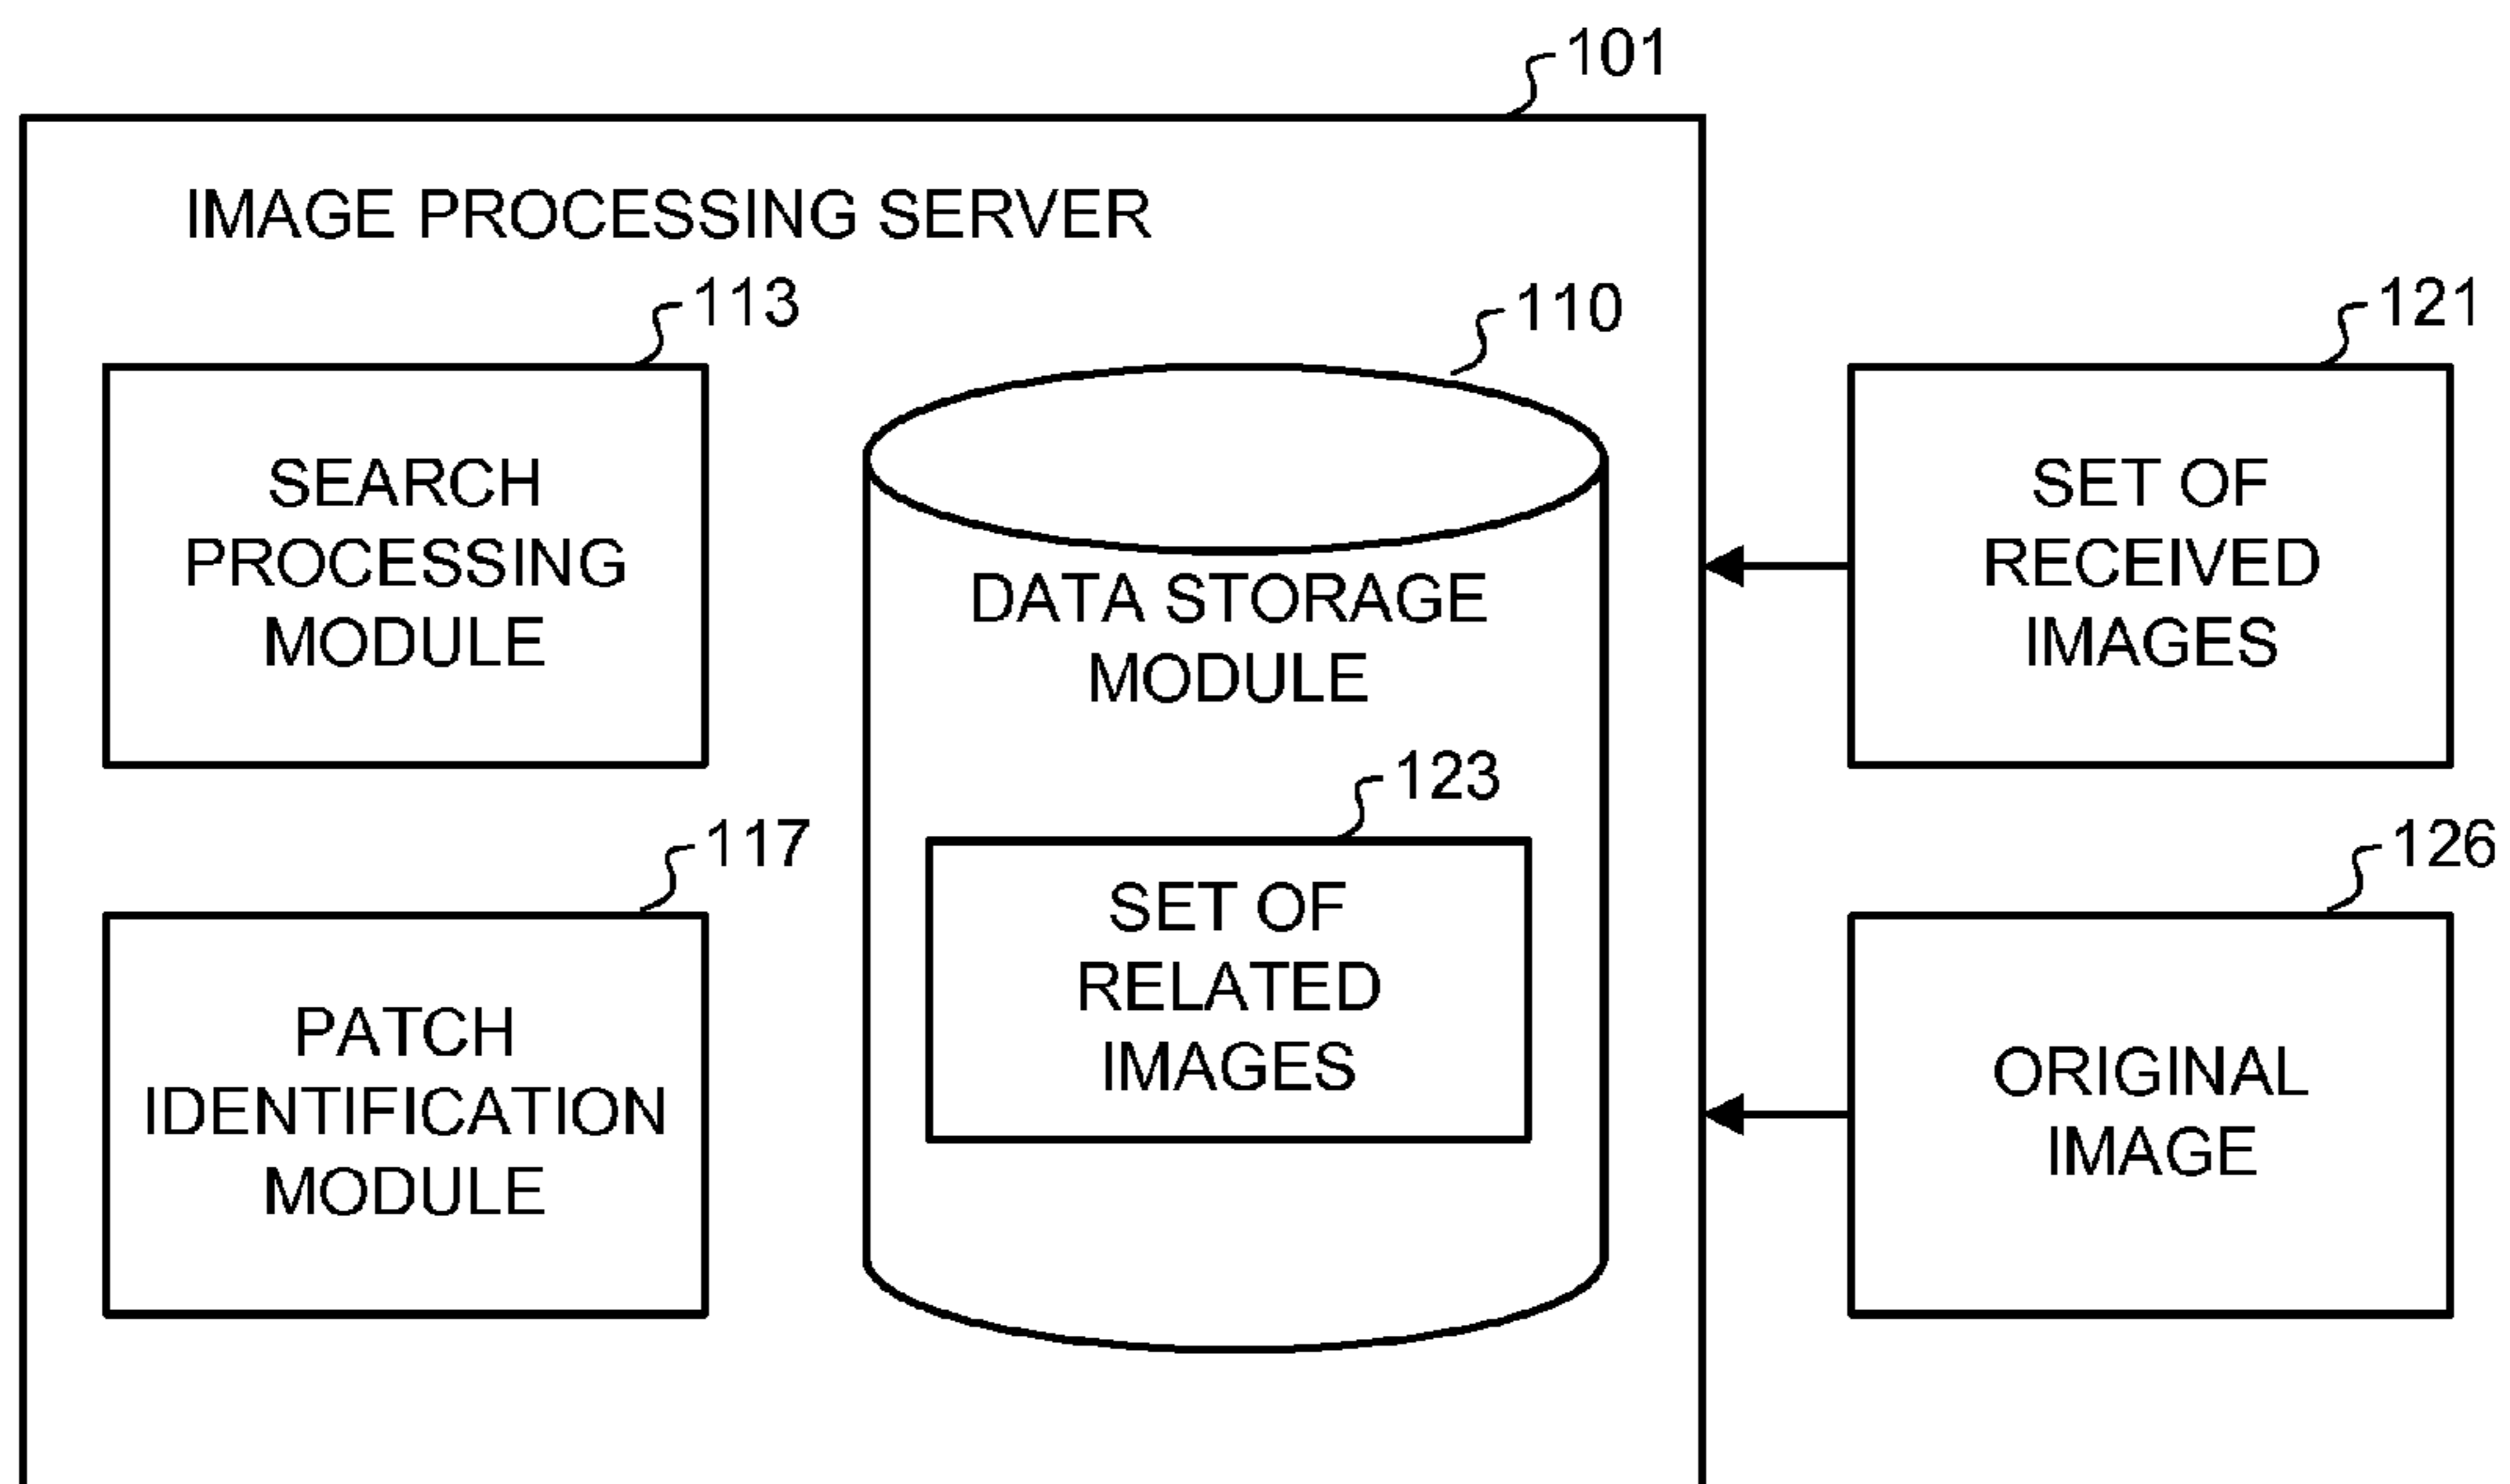 101
IMAGE PROCESSING SERVER
113
110
121
SEARCH
PROCESSING
MODULE
DATA STORAGE
MODULE
SET OF
RECEIVED
IMAGES
123
117
126
SET OF
RELATED
IMAGES
PATCH
IDENTIFICATION
MODULE
ORIGINAL
IMAGE